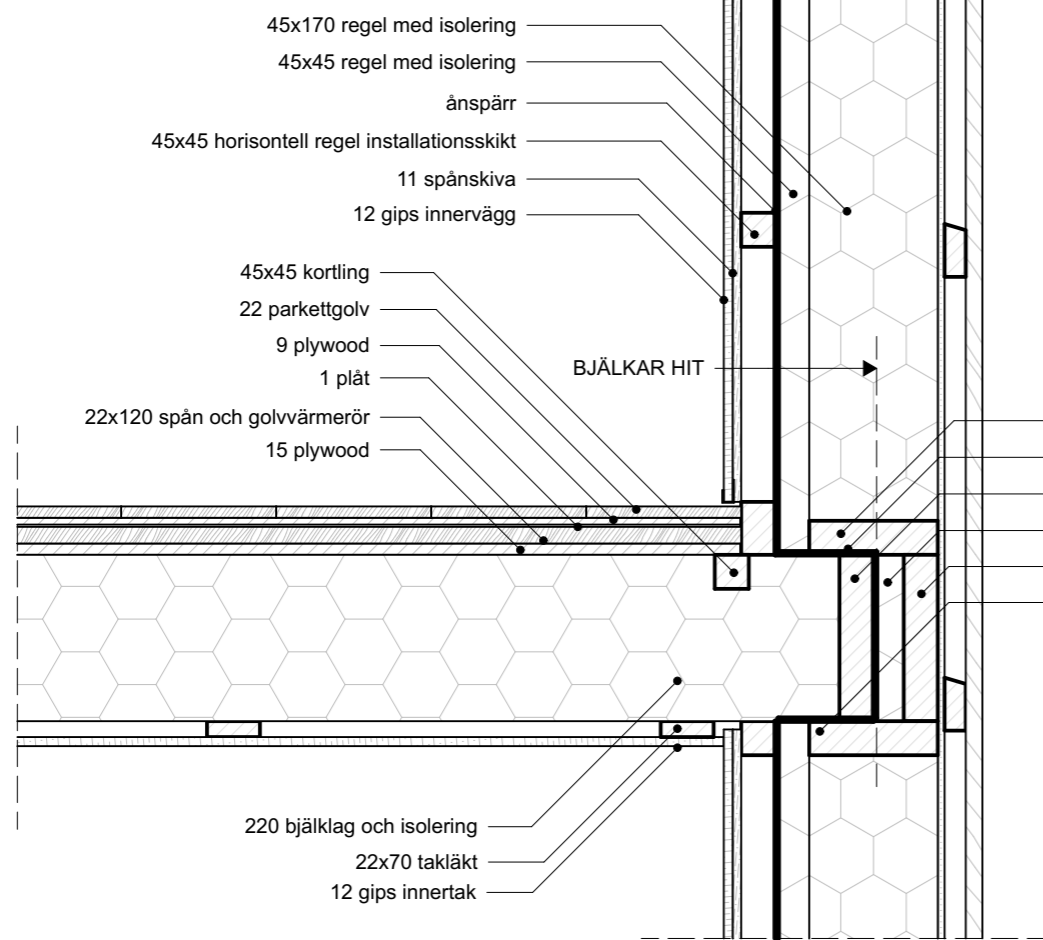 45x170 regel med isolering
45x45 regel med isolering
ånspärr
45x45 horisontell regel installationsskikt
11 spånskiva
12 gips innervägg
45x45 kortling
22 parkettgolv
9 plywood
1 plåt
22x120 spån och golvvärmerör
15 plywood
BJÄLKAR HIT
220 bjälklag och isolering
22x70 takläkt
12 gips innertak